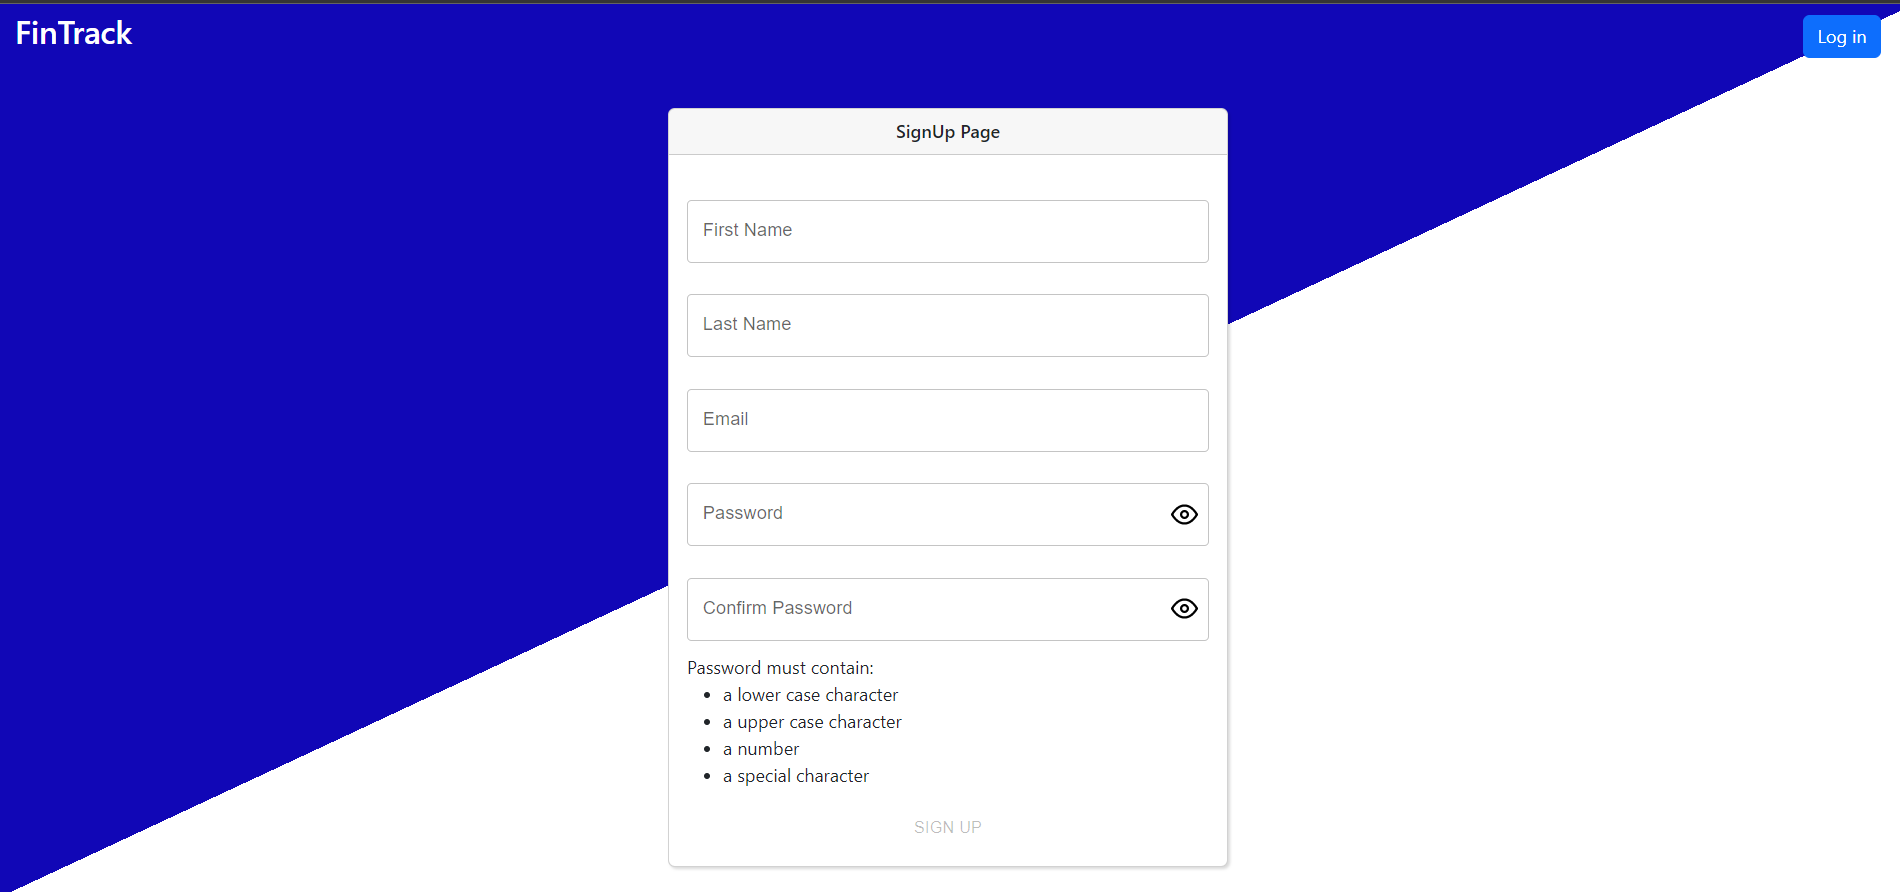 FinTrack
Log in
SignUp Page
First Name
Last Name
Email
Password
Confirm Password
Password must contain:
• a lower case character
• a upper case character
• a number
• a special character
SIGN UP